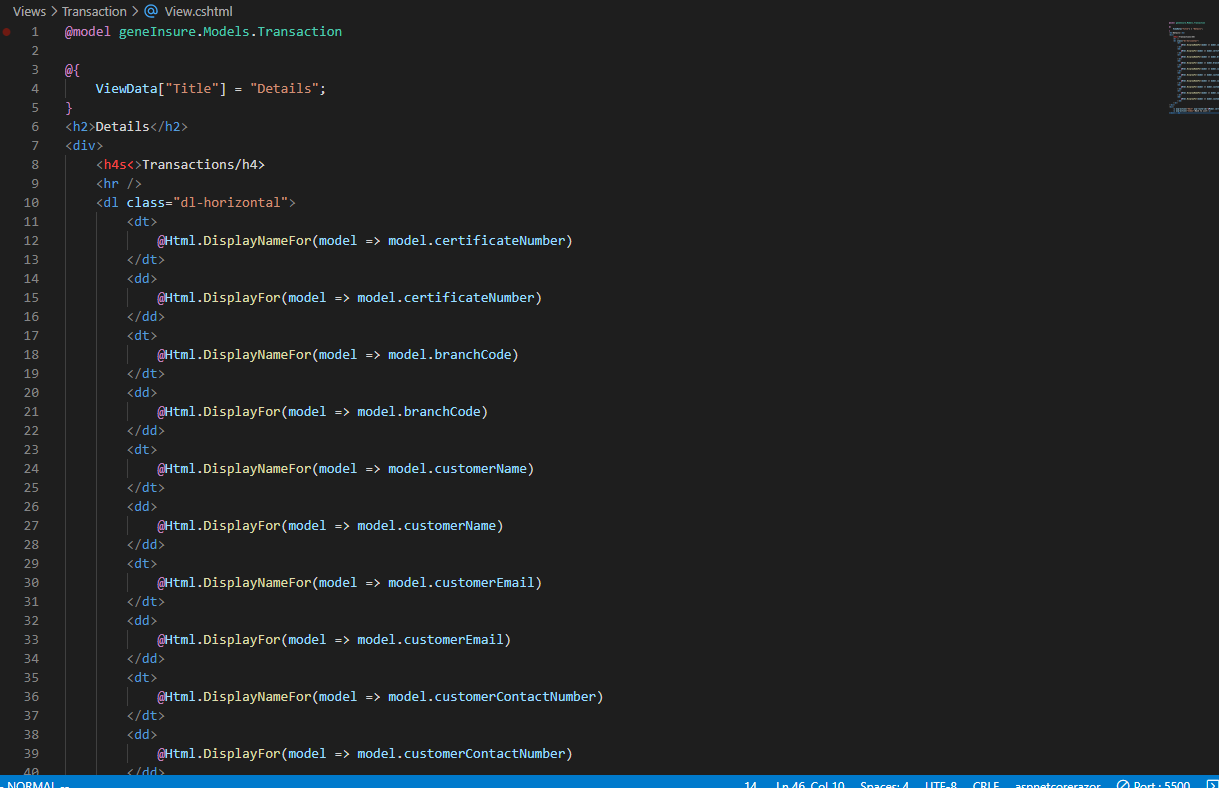 Views > Transaction > @ View.cshtml
1 @model geneInsure.Models.Transaction
2
3 @{
4     ViewData["Title"] = "Details";
5 }
6 <h2>Details</h2>
7 <div>
8     <h4s<>Transactions/h4>
9     <hr />
10     <dl class="dl-horizontal">
11         <dt>
12             @Html.DisplayNameFor(model => model.certificateNumber)
13         </dt>
14         <dd>
15             @Html.DisplayFor(model => model.certificateNumber)
16         </dd>
17         <dt>
18             @Html.DisplayNameFor(model => model.branchCode)
19         </dt>
20         <dd>
21             @Html.DisplayFor(model => model.branchCode)
22         </dd>
23         <dt>
24             @Html.DisplayNameFor(model => model.customerName)
25         </dt>
26         <dd>
27             @Html.DisplayFor(model => model.customerName)
28         </dd>
29         <dt>
30             @Html.DisplayNameFor(model => model.customerEmail)
31         </dt>
32         <dd>
33             @Html.DisplayFor(model => model.customerEmail)
34         </dd>
35         <dt>
36             @Html.DisplayNameFor(model => model.customerContactNumber)
37         </dt>
38         <dd>
39             @Html.DisplayFor(model => model.customerContactNumber)
40         </dd>
-- NORMAL -- 14 Ln 46, Col 10 Spaces: 4 UTF-8 CRLF aspnetcorerazor Port : 5500